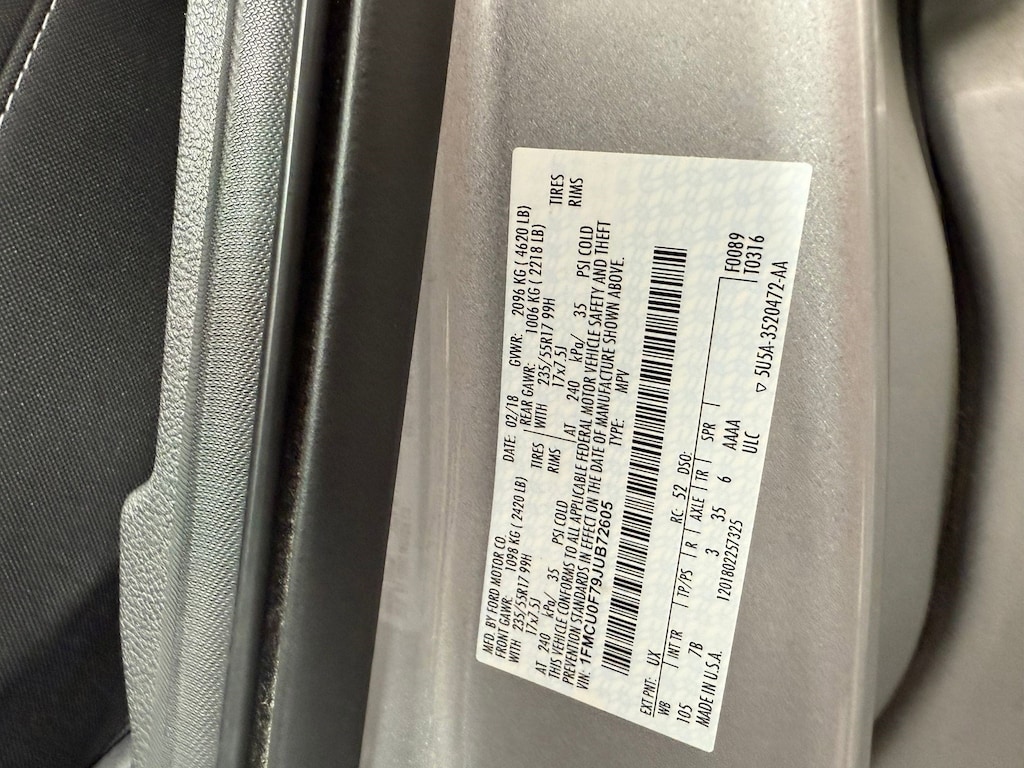 MFD. BY FORD MOTOR CO.
DATE: 02/18 GVWR: 2096 KG ( 4620 LB)
FRONT GAWR: 1098 KG ( 2420 LB) REAR GAWR: 1006 KG ( 2218 LB)
WITH 235/55R17 99H TIRES WITH 235/55R17 99H TIRES
17x7.5J RIMS 17x7.5J RIMS
AT 240 kPa/ 35 PSI COLD AT 240 kPa/ 35 PSI COLD
THIS VEHICLE CONFORMS TO ALL APPLICABLE FEDERAL MOTOR VEHICLE SAFETY AND THEFT
PREVENTION STANDARDS IN EFFECT ON THE DATE OF MANUFACTURE SHOWN ABOVE.
VIN: 1FMCU0F79JUB72605 TYPE: MPV
EXT PNT: UX RC: 52 DSO: F0089
WB INT TR TP/PS R AXLE TR SPR T0316
105 7B 3 35 6 AAAA
MADE IN U.S.A. 1201802257325 ULC
▽ 5U5A-3520472-AA